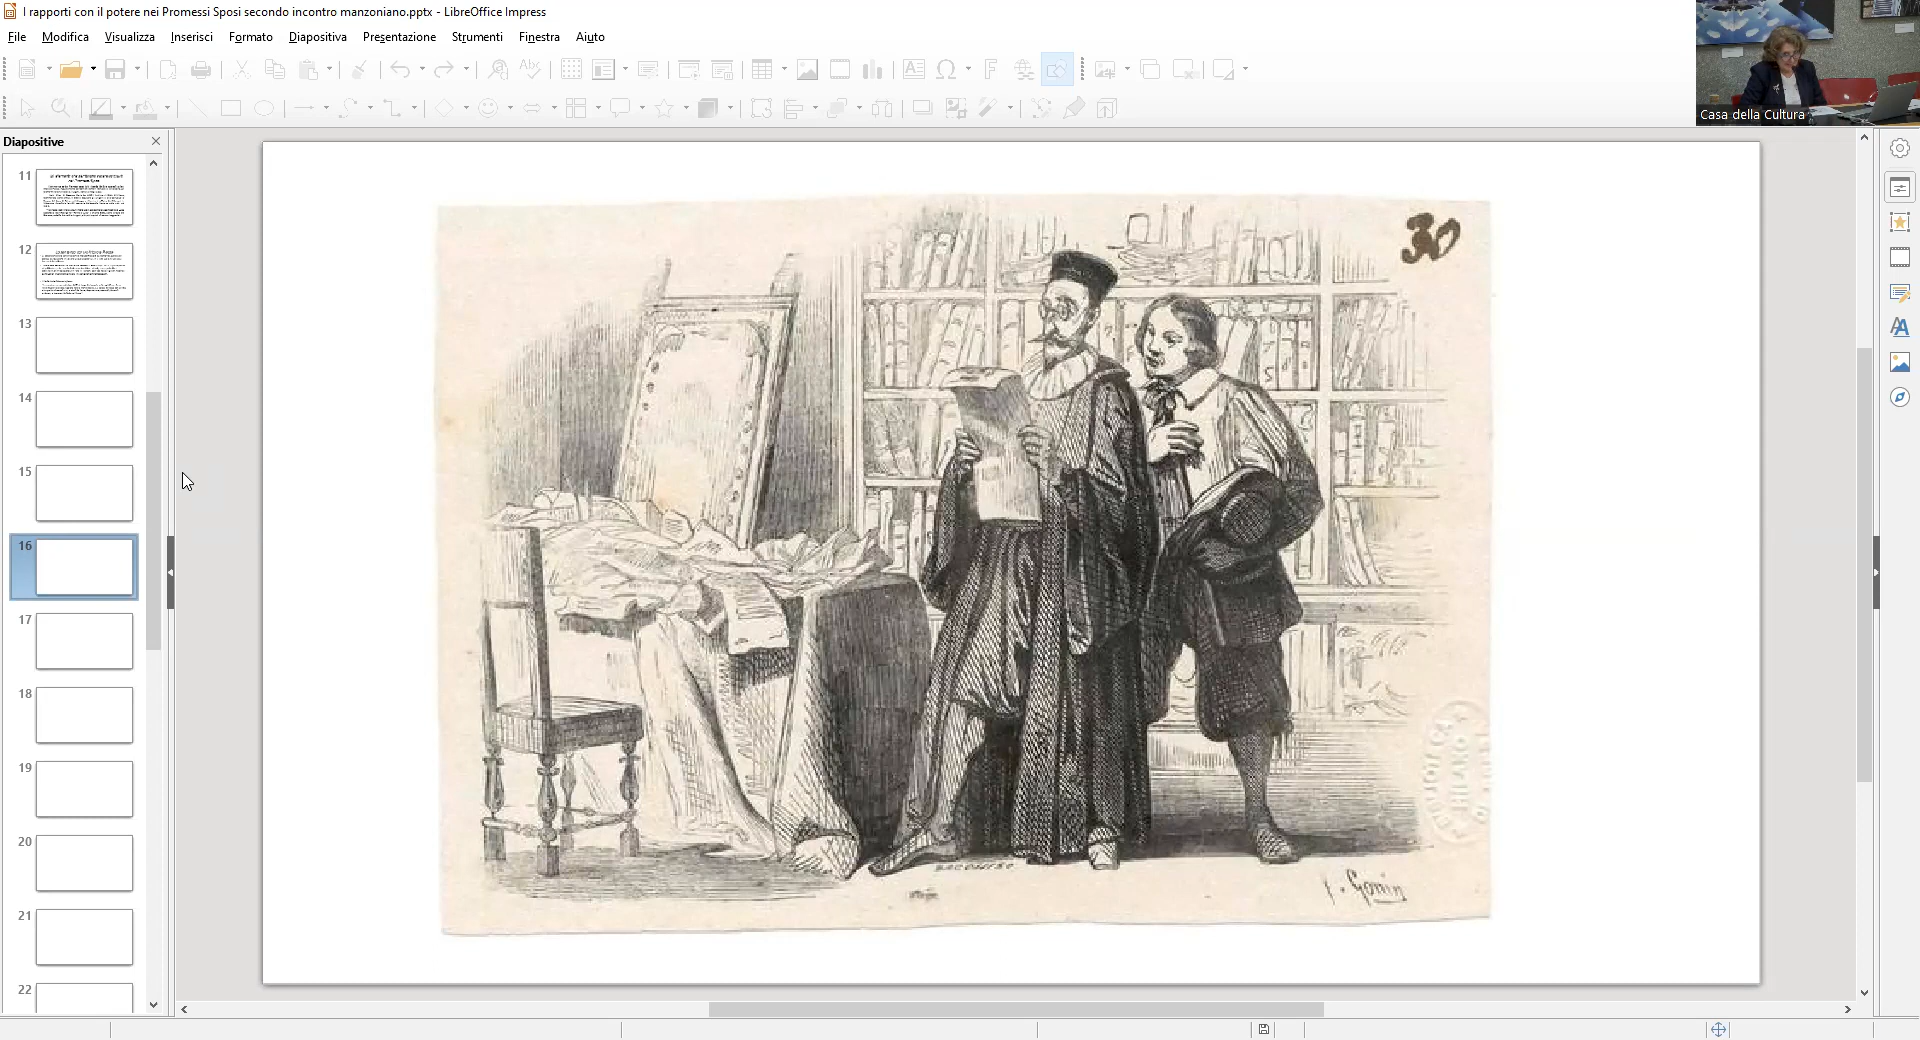 I rapporti con il potere nei Promessi Sposi secondo incontro manzoniano.pptx - LibreOffice Impress
File Modifica Visualizza Inserisci Formato Diapositiva Presentazione Strumenti Finestra Aiuto
Casa della Cultura
Diapositive
11
12
13
14
15
16
17
18
19
20
21
22
30
F. Gonin
MILANO